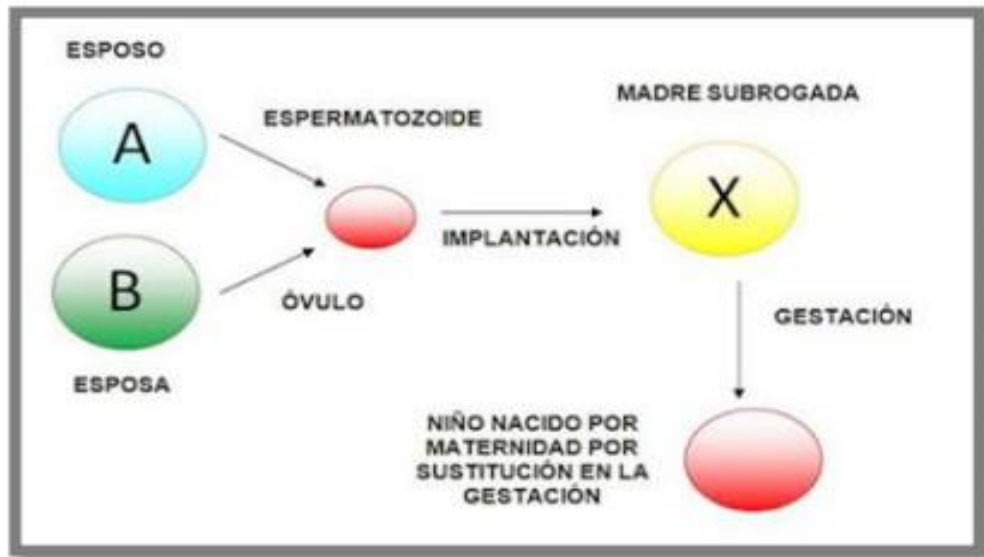 ESPOSO
A
ESPERMATOZOIDE
MADRE SUBROGADA
X
IMPLANTACIÓN
B
ÓVULO
ESPOSA
GESTACIÓN
NIÑO NACIDO POR
MATERNIDAD POR
SUSTITUCIÓN EN LA
GESTACIÓN